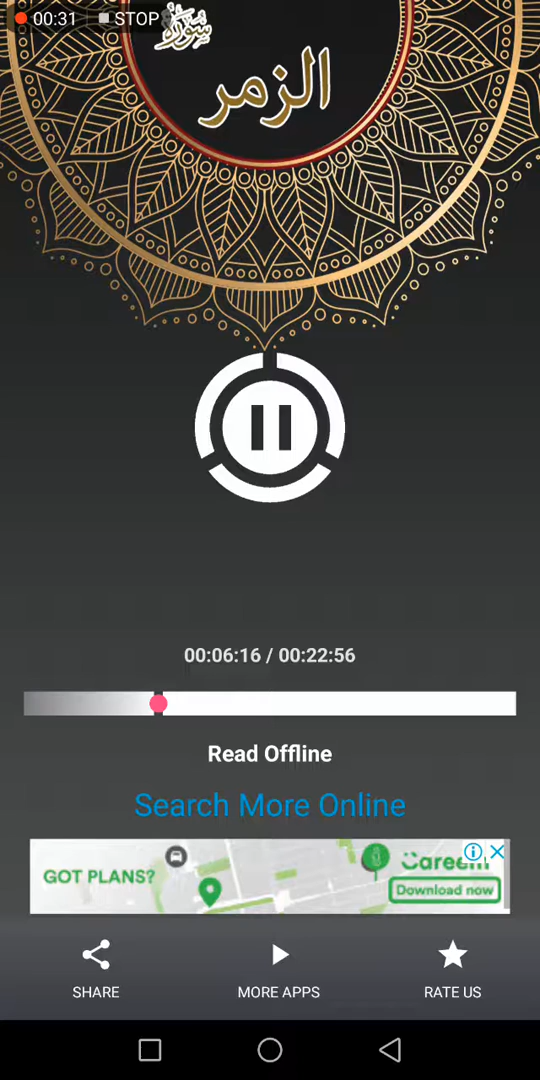 00:31 STOP
سورة
الزمر
00:06:16 / 00:22:56
Read Offline
Search More Online
GOT PLANS?
Careem
Download now
SHARE MORE APPS RATE US